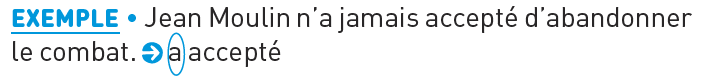 EXEMPLE • Jean Moulin n’a jamais accepté d’abandonner
le combat. ➔ a accepté